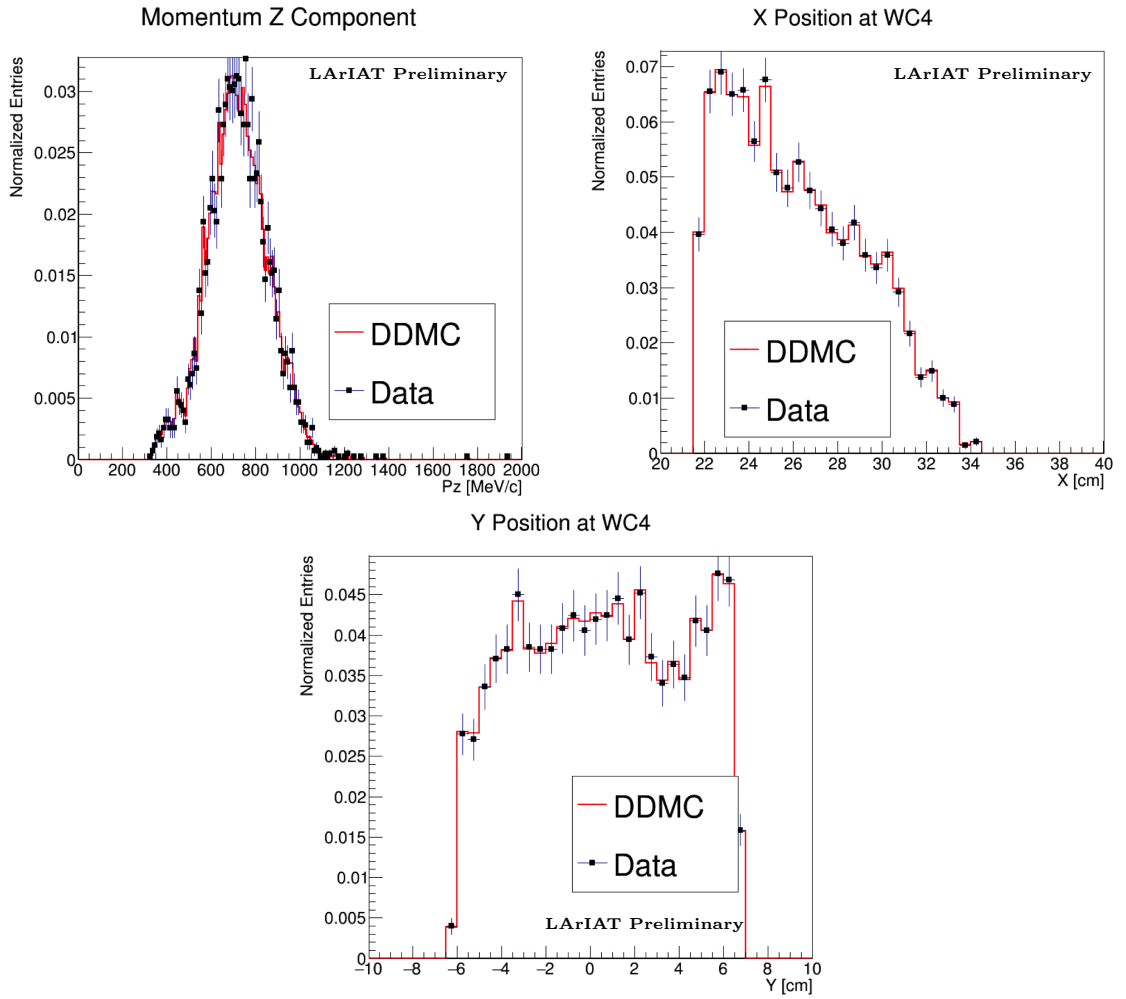 Momentum Z Component
Normalized Entries
LArIAT Preliminary
0.03
0.025
0.02
0.015
0.01
0.005
0
DDMC
Data
0 200 400 600 800 1000 1200 1400 1600 1800 2000
Pz [MeV/c]
X Position at WC4
Normalized Entries
LArIAT Preliminary
0.07
0.06
0.05
0.04
0.03
0.02
0.01
0
DDMC
Data
20 22 24 26 28 30 32 34 36 38 40
X [cm]
Y Position at WC4
Normalized Entries
0.045
0.04
0.035
0.03
0.025
0.02
0.015
0.01
0.005
0
DDMC
Data
LArIAT Preliminary
−10 −8 −6 −4 −2 0 2 4 6 8 10
Y [cm]